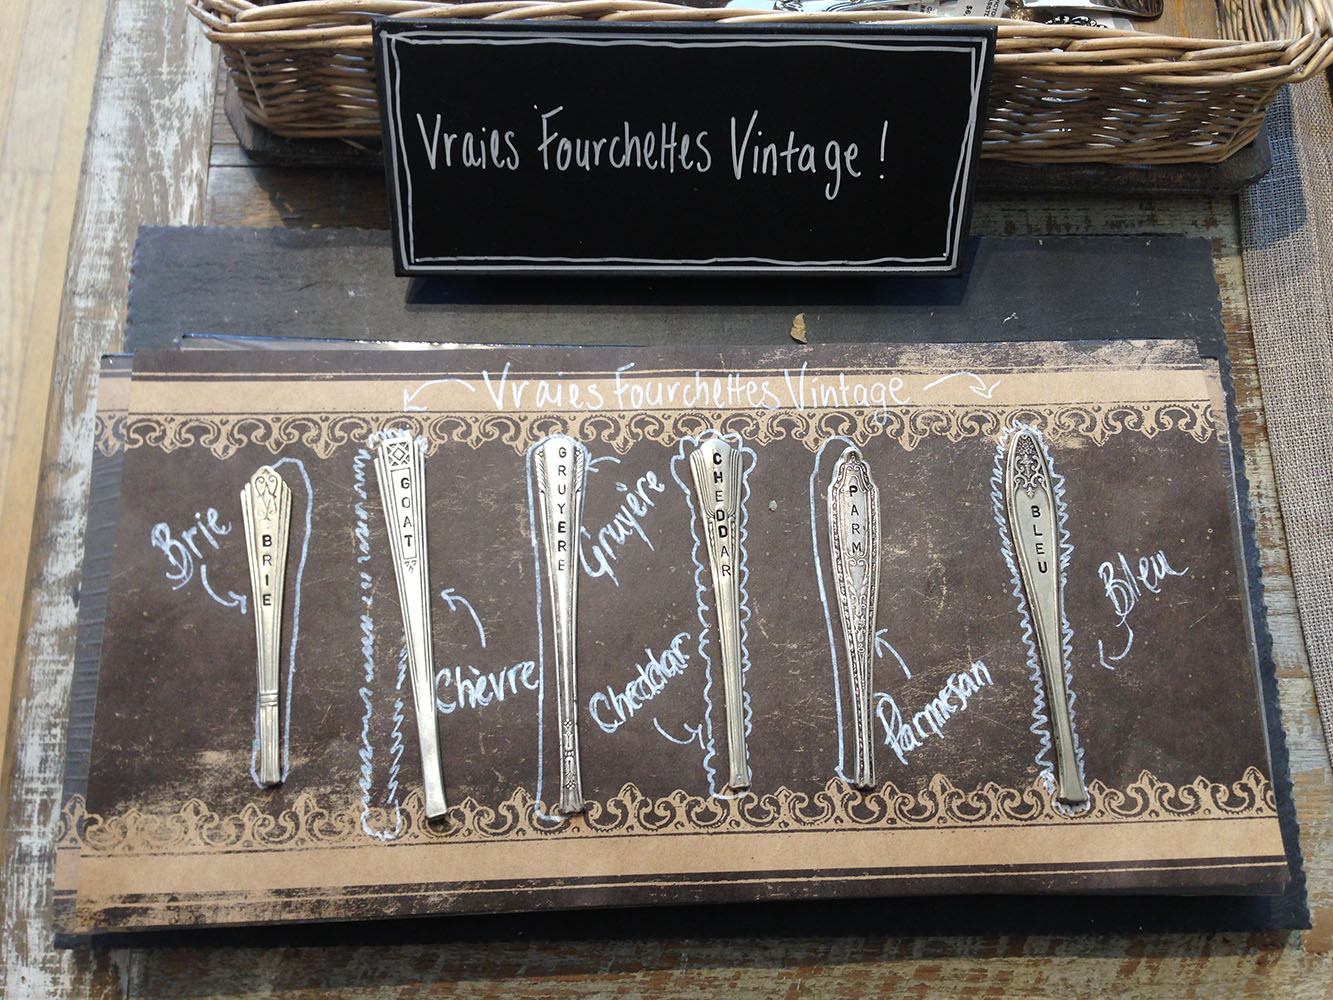 Vraies Fourchettes Vintage !
Vraies Fourchettes Vintage
Brie
BRIE
GOAT
Chèvre
GRUYERE
Gruyère
CHEDDAR
Cheddar
PARM
Parmesan
BLEU
Bleu